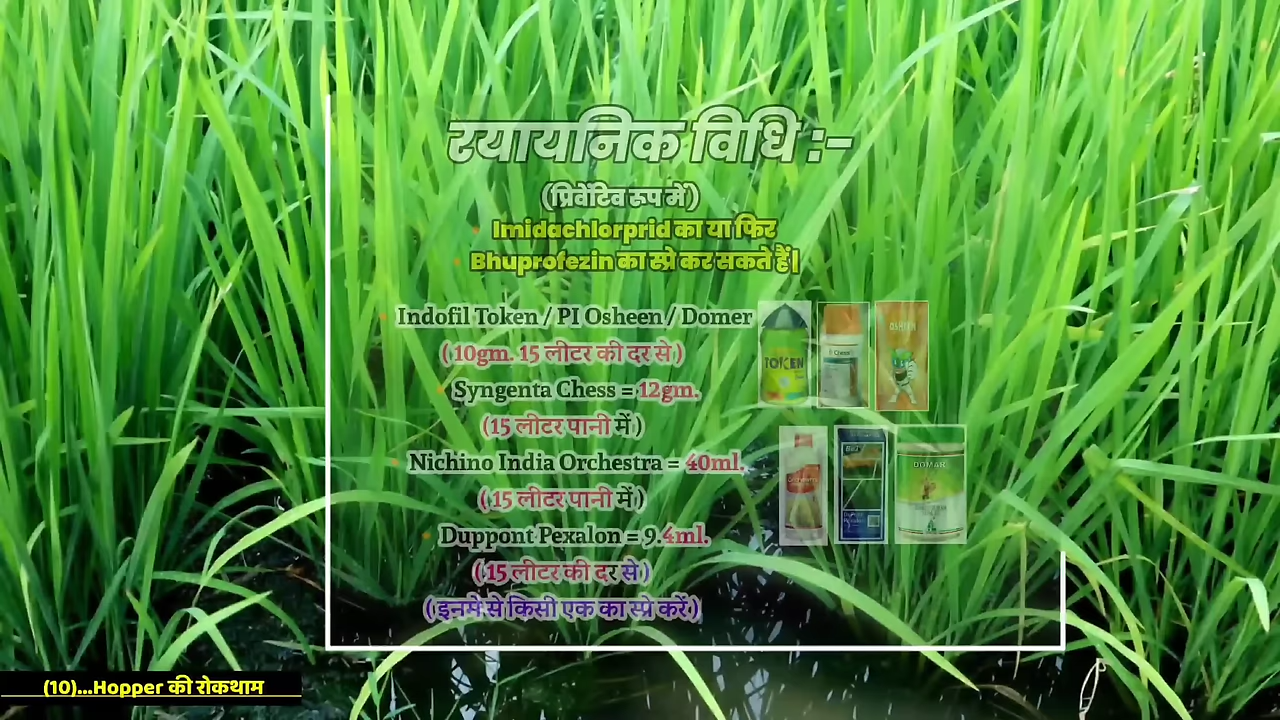 रयायनिक विधि :-
(प्रिवेंटिव रूप में)
Imidachlorprid का या फिर
Bhuprofezin का स्प्रे कर सकते हैं|
Indofil Token / PI Osheen / Domer
( 10gm. 15 लीटर की दर से )
Syngenta Chess = 12gm.
(15 लीटर पानी में )
Nichino India Orchestra = 40ml.
( 15 लीटर पानी में )
Duppont Pexalon = 9.4ml.
( 15 लीटर की दर से )
( इनमे से किसी एक का स्प्रे करें )
TOKEN
Chess
OSHEEN
DOMAR
(10)...Hopper की रोकथाम